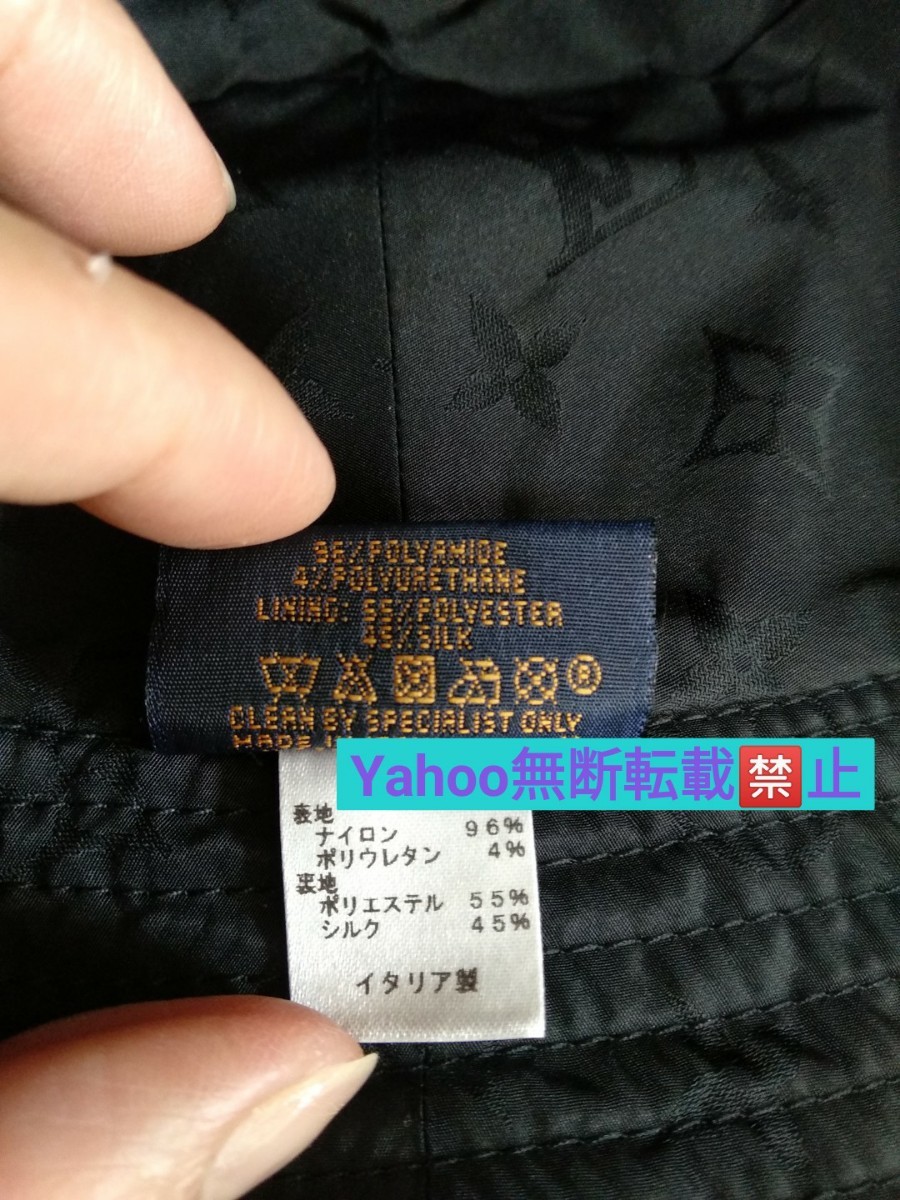 96%POLYAMIDE
4%POLYURETHANE
LINING: 55%POLYESTER
45%SILK
CLEAN BY SPECIALIST ONLY
MADE
Yahoo無断転載🈲止
表地
ナイロン 96%
ポリウレタン 4%
裏地
ポリエステル 55%
シルク 45%
イタリア製